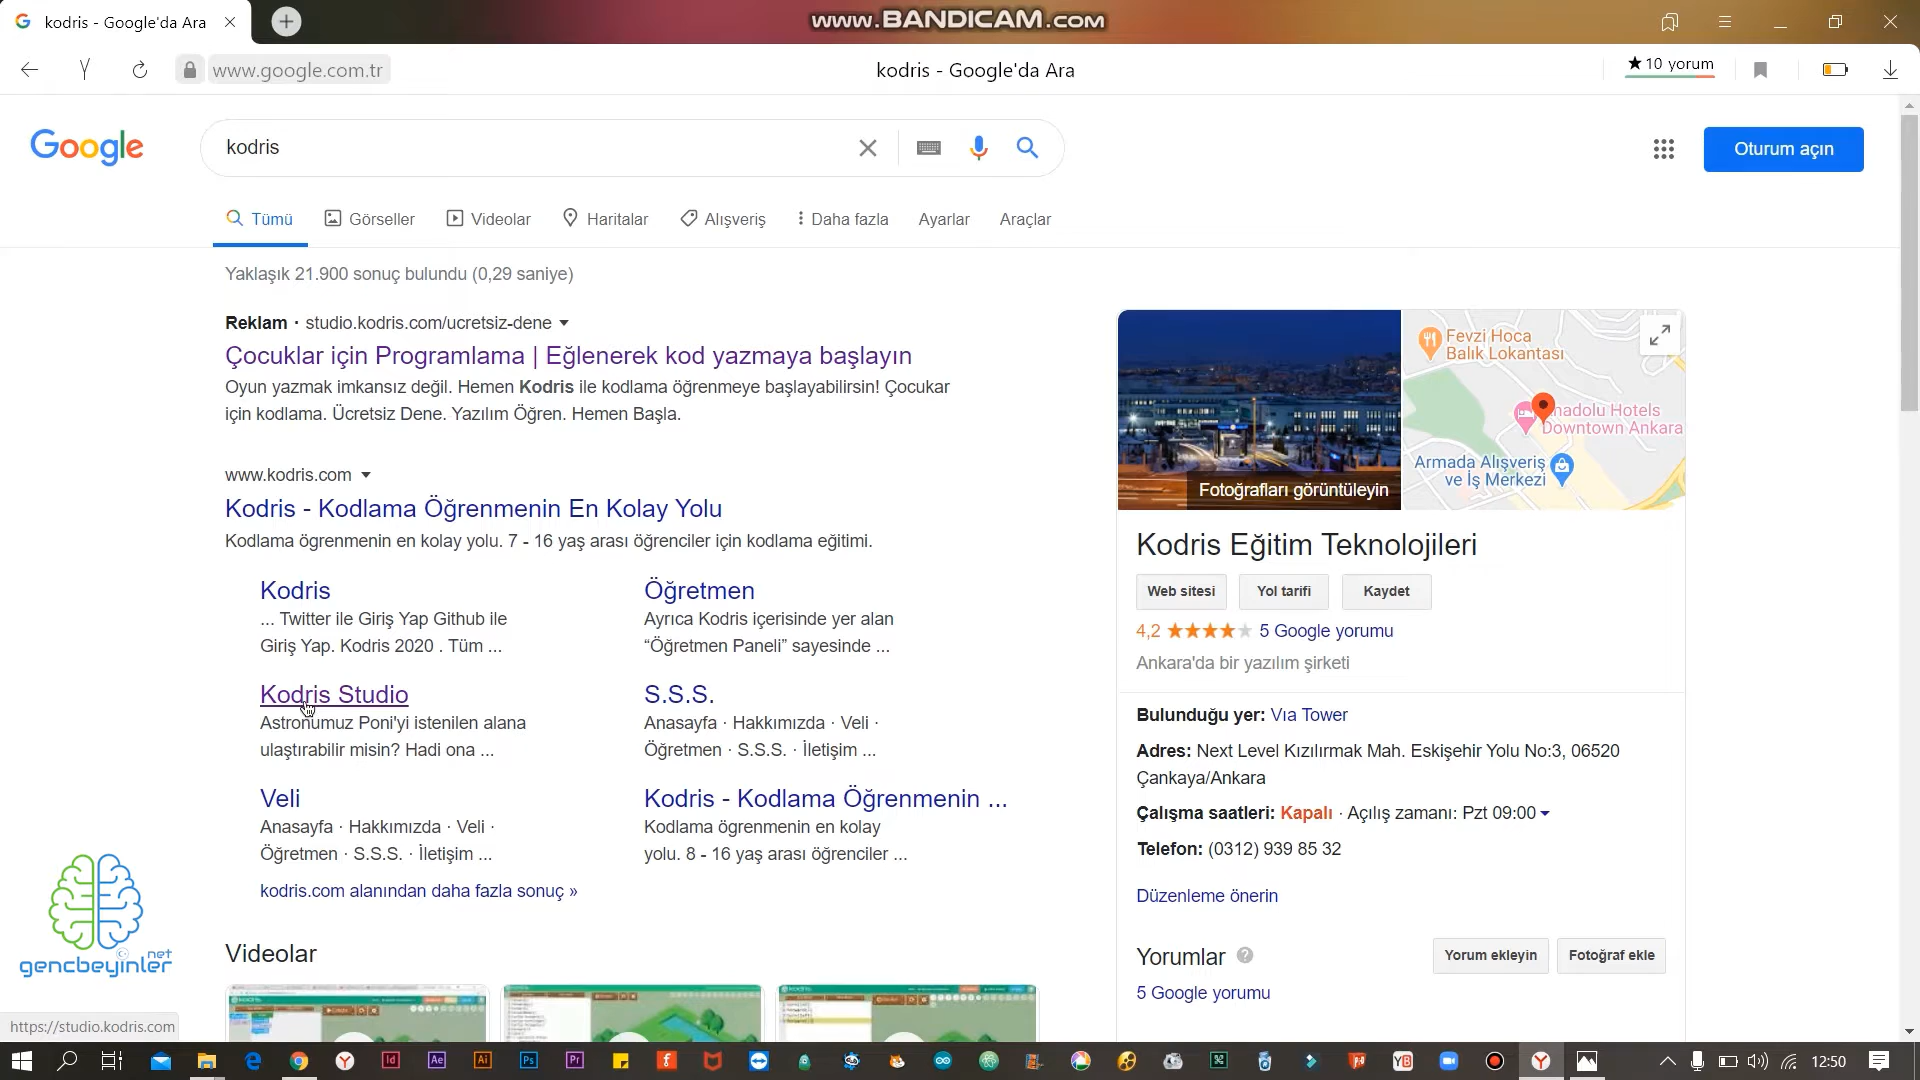 kodris - Google'da Ara
WWW.BANDICAM.COM
www.google.com.tr
kodris - Google'da Ara
★10 yorum
Google
kodris
Oturum açın
Tümü
Görseller
Videolar
Haritalar
Alışveriş
Daha fazla
Ayarlar
Araçlar
Yaklaşık 21.900 sonuç bulundu (0,29 saniye)
Reklam · studio.kodris.com/ucretsiz-dene
Çocuklar için Programlama | Eğlenerek kod yazmaya başlayın
Oyun yazmak imkansız değil. Hemen Kodris ile kodlama öğrenmeye başlayabilirsin! Çocukar
için kodlama. Ücretsiz Dene. Yazılım Öğren. Hemen Başla.
www.kodris.com
Kodris - Kodlama Öğrenmenin En Kolay Yolu
Kodlama ögrenmenin en kolay yolu. 7 - 16 yaş arası öğrenciler için kodlama eğitimi.
Kodris
... Twitter ile Giriş Yap Github ile
Giriş Yap. Kodris 2020 . Tüm ...
Öğretmen
Ayrıca Kodris içerisinde yer alan
“Öğretmen Paneli” sayesinde ...
Kodris Studio
Astronumuz Poni'yi istenilen alana
ulaştırabilir misin? Hadi ona ...
S.S.S.
Anasayfa · Hakkımızda · Veli ·
Öğretmen · S.S.S. · İletişim ...
Veli
Anasayfa · Hakkımızda · Veli ·
Öğretmen · S.S.S. · İletişim ...
Kodris - Kodlama Öğrenmenin ...
Kodlama ögrenmenin en kolay
yolu. 8 - 16 yaş arası öğrenciler ...
kodris.com alanından daha fazla sonuç »
Videolar
Fotoğrafları görüntüleyin
Fevzi Hoca
Balık Lokantası
nadolu Hotels
Downtown Ankara
Armada Alışveriş
ve İş Merkezi
Kodris Eğitim Teknolojileri
Web sitesi
Yol tarifi
Kaydet
4,2 ★★★★★ 5 Google yorumu
Ankara'da bir yazılım şirketi
Bulunduğu yer: Vıa Tower
Adres: Next Level Kızılırmak Mah. Eskişehir Yolu No:3, 06520
Çankaya/Ankara
Çalışma saatleri: Kapalı · Açılış zamanı: Pzt 09:00
Telefon: (0312) 939 85 32
Düzenleme önerin
Yorumlar
Yorum ekleyin
Fotoğraf ekle
5 Google yorumu
net
gencbeyinler
https://studio.kodris.com
12:50